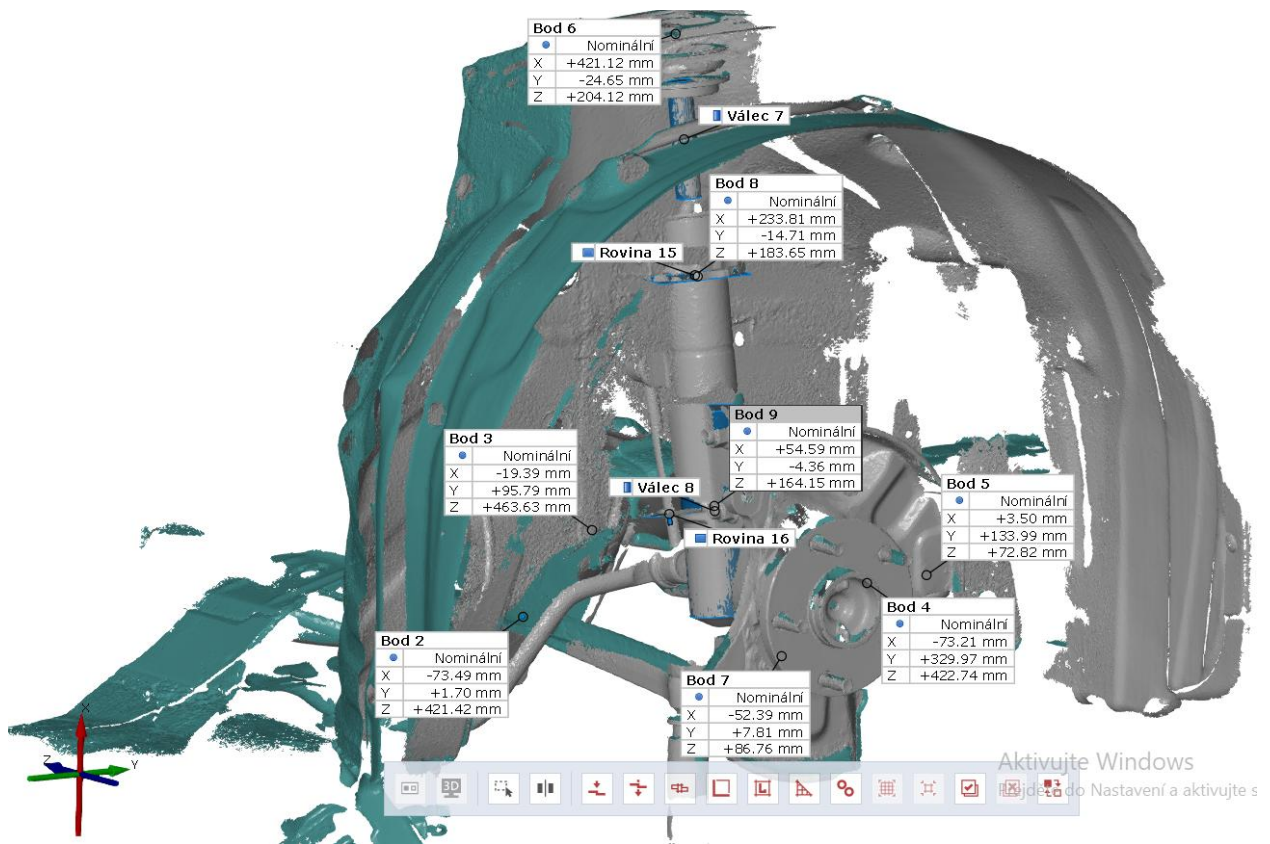 Bod 6
Nominální
X +421.12 mm
Y -24.65 mm
Z +204.12 mm
Válec 7
Bod 8
Nominální
X +233.81 mm
Y -14.71 mm
Z +183.65 mm
Rovina 15
Bod 9
Nominální
X +54.59 mm
Y -4.36 mm
Z +164.15 mm
Bod 3
Nominální
X -19.39 mm
Y +95.79 mm
Z +463.63 mm
Válec 8
Bod 5
Nominální
X +3.50 mm
Y +133.99 mm
Z +72.82 mm
Rovina 16
Bod 4
Nominální
X -73.21 mm
Y +329.97 mm
Z +422.74 mm
Bod 2
Nominální
X -73.49 mm
Y +1.70 mm
Z +421.42 mm
Bod 7
Nominální
X -52.39 mm
Y +7.81 mm
Z +86.76 mm
X
Z
Y
3D
Aktivujte Windows
do Nastavení a aktivujte s